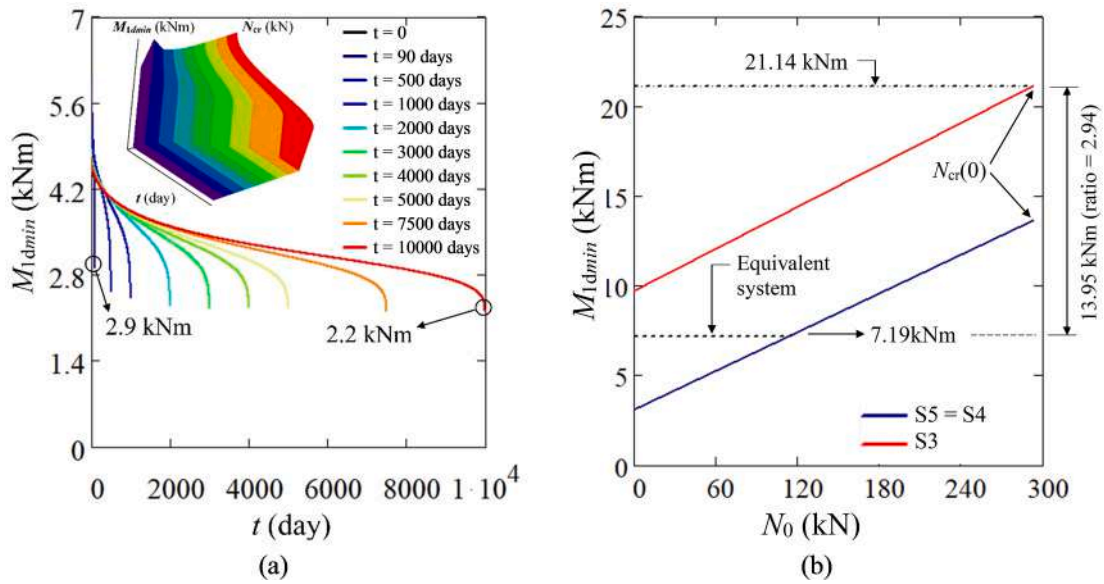 7
5.6
4.2
2.8
1.4
0
M1dmin (kNm)
M1dmin (kNm)
Ncr (kN)
t (day)
t = 0
t = 90 days
t = 500 days
t = 1000 days
t = 2000 days
t = 3000 days
t = 4000 days
t = 5000 days
t = 7500 days
t = 10000 days
2.9 kNm
2.2 kNm
0 2000 4000 6000 8000 1·10⁴
t (day)
(a)
25
20
15
10
5
0
M1dmin (kNm)
21.14 kNm
Ncr(0)
Equivalent
system
7.19kNm
13.95 kNm (ratio = 2.94)
S5 = S4
S3
0 60 120 180 240 300
N0 (kN)
(b)